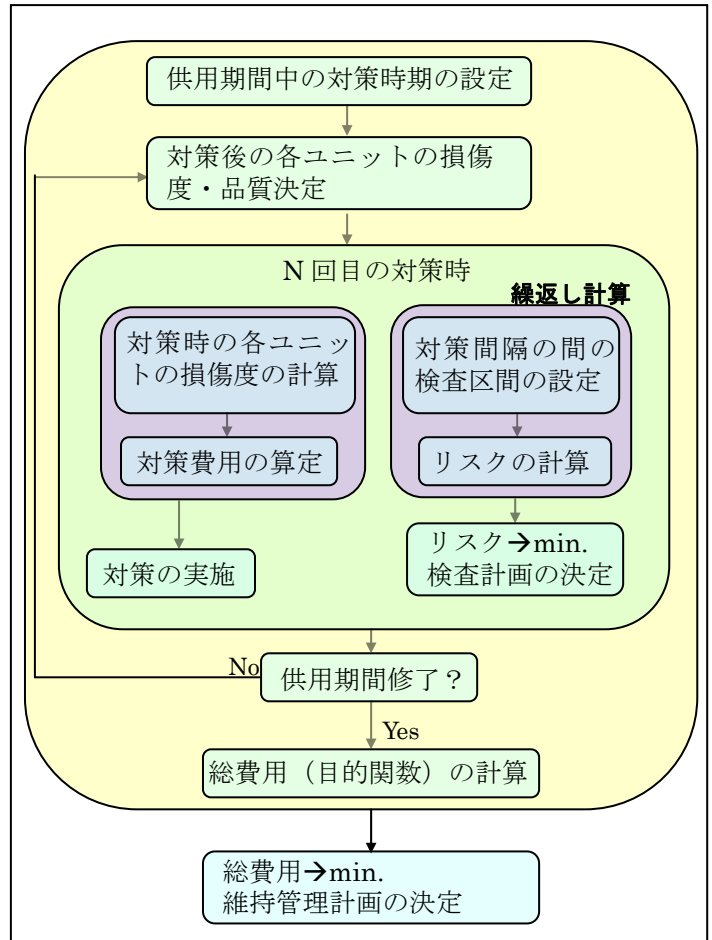 供用期間中の対策時期の設定
対策後の各ユニットの損傷
度・品質決定
N 回目の対策時
繰返し計算
対策時の各ユニッ
トの損傷度の計算
対策費用の算定
対策の実施
対策間隔の間の
検査区間の設定
リスクの計算
リスク→min.
検査計画の決定
No
供用期間修了？
Yes
総費用（目的関数）の計算
総費用→min.
維持管理計画の決定